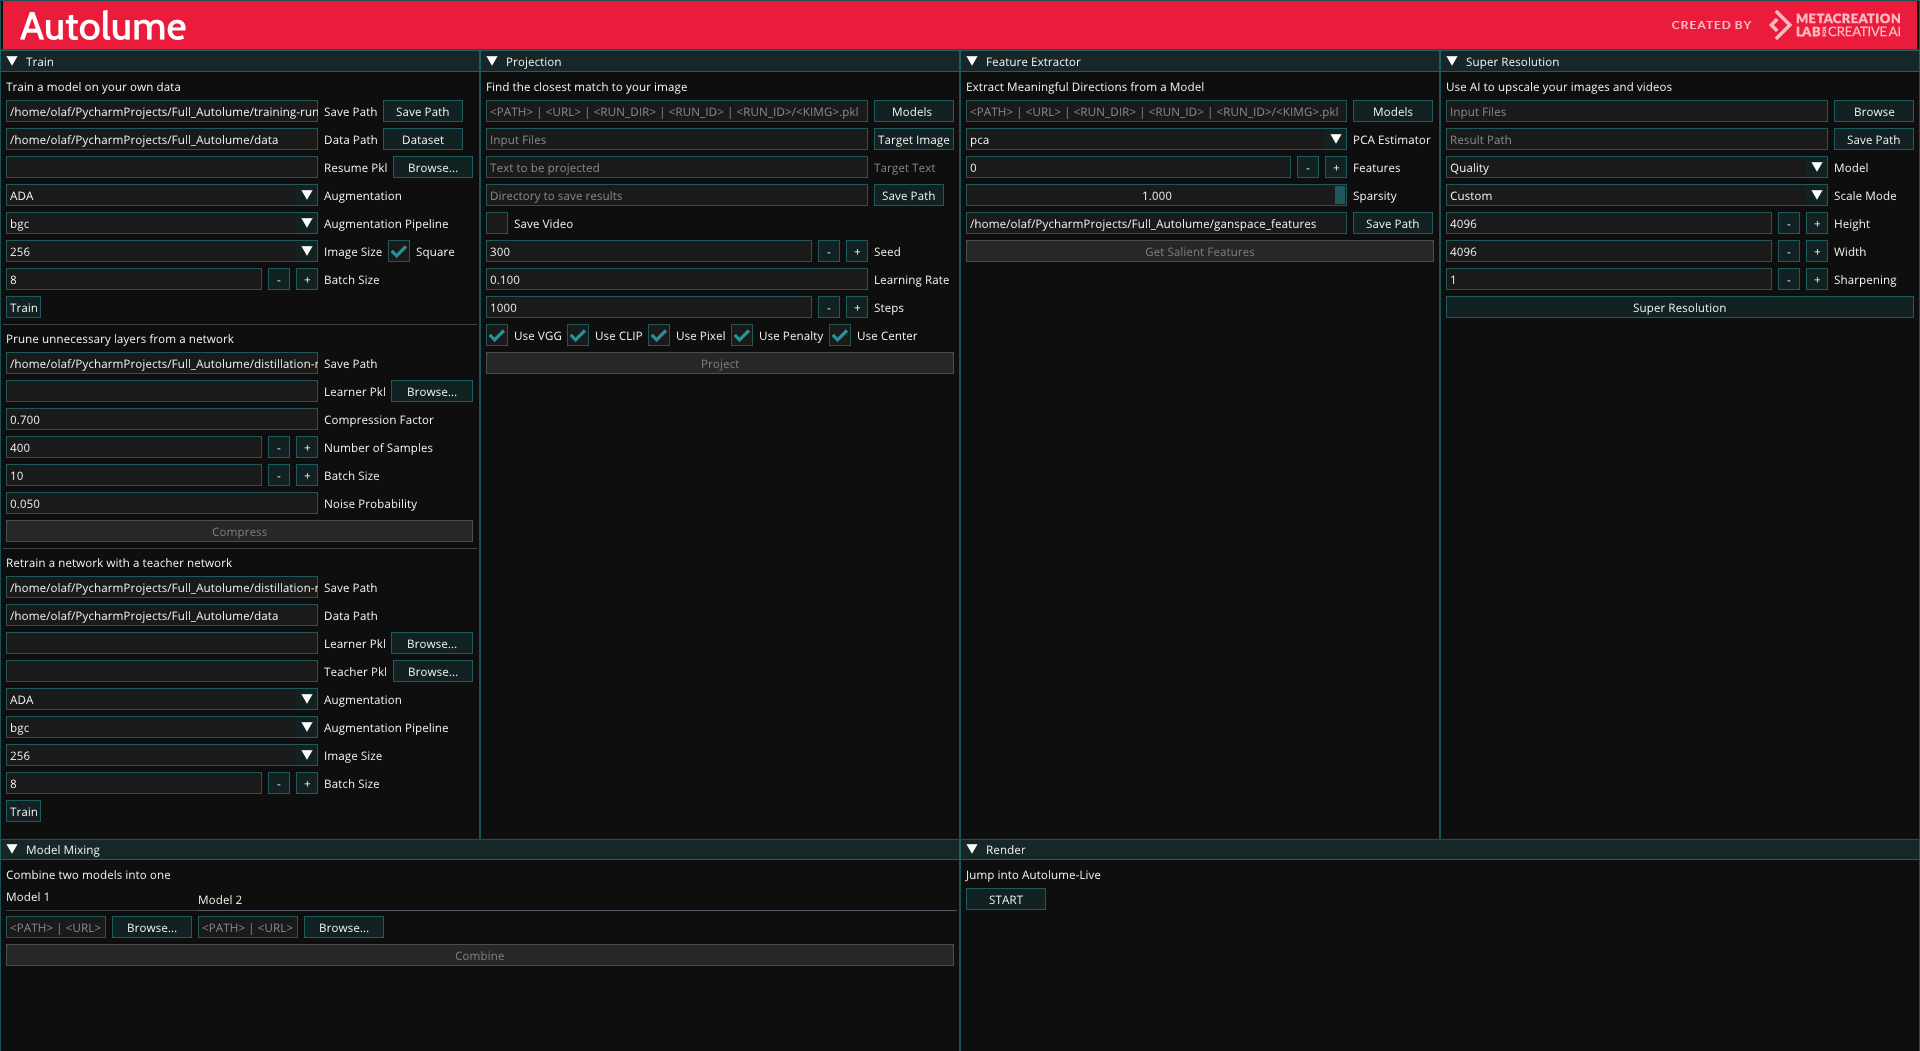 Autolume
CREATED BY
METACREATION
LAB FOR CREATIVE AI
Train
Train a model on your own data
/home/olaf/PycharmProjects/Full_Autolume/training-run Save Path Save Path
/home/olaf/PycharmProjects/Full_Autolume/data Data Path Dataset
Resume Pkl Browse...
ADA Augmentation
bgc Augmentation Pipeline
256 Image Size Square
8 - + Batch Size
Train
Prune unnecessary layers from a network
/home/olaf/PycharmProjects/Full_Autolume/distillation-r Save Path
Learner Pkl Browse...
0.700 Compression Factor
400 - + Number of Samples
10 - + Batch Size
0.050 Noise Probability
Compress
Retrain a network with a teacher network
/home/olaf/PycharmProjects/Full_Autolume/distillation-r Save Path
/home/olaf/PycharmProjects/Full_Autolume/data Data Path
Learner Pkl Browse...
Teacher Pkl Browse...
ADA Augmentation
bgc Augmentation Pipeline
256 Image Size
8 - + Batch Size
Train
Projection
Find the closest match to your image
<PATH> | <URL> | <RUN_DIR> | <RUN_ID> | <RUN_ID>/<KIMG>.pkl Models
Input Files Target Image
Text to be projected Target Text
Directory to save results Save Path
Save Video
300 - + Seed
0.100 Learning Rate
1000 - + Steps
Use VGG Use CLIP Use Pixel Use Penalty Use Center
Project
Feature Extractor
Extract Meaningful Directions from a Model
<PATH> | <URL> | <RUN_DIR> | <RUN_ID> | <RUN_ID>/<KIMG>.pkl Models
pca PCA Estimator
0 - + Features
1.000 Sparsity
/home/olaf/PycharmProjects/Full_Autolume/ganspace_features Save Path
Get Salient Features
Super Resolution
Use AI to upscale your images and videos
Input Files Browse
Result Path Save Path
Quality Model
Custom Scale Mode
4096 - + Height
4096 - + Width
1 - + Sharpening
Super Resolution
Model Mixing
Combine two models into one
Model 1 Model 2
<PATH> | <URL> Browse... <PATH> | <URL> Browse...
Combine
Render
Jump into Autolume-Live
START